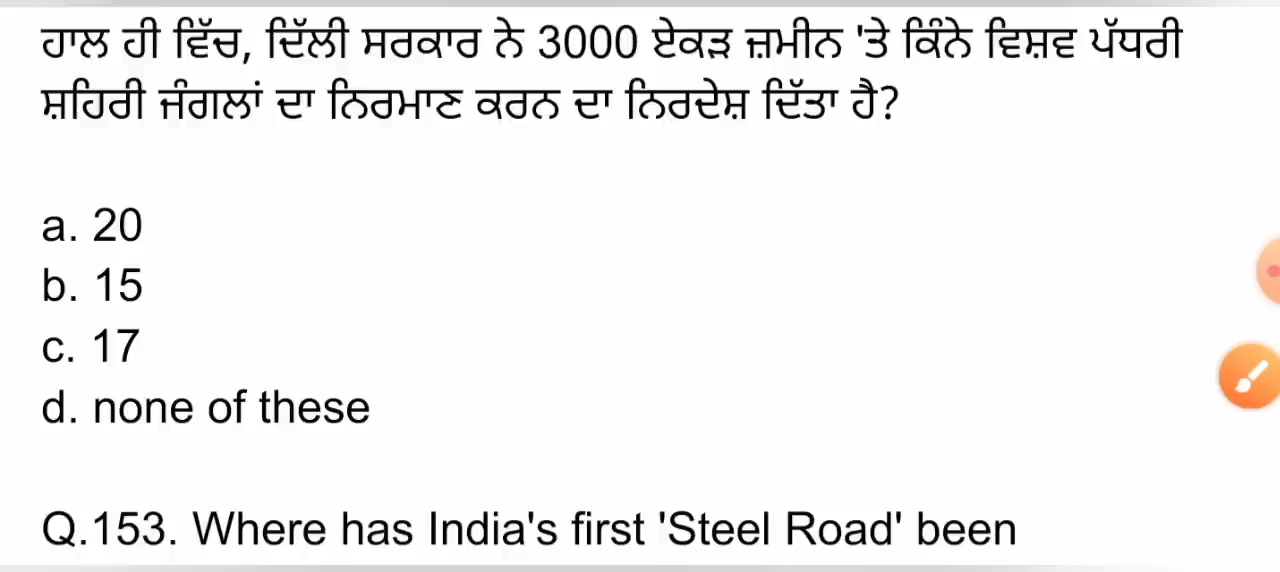 ਹਾਲ ਹੀ ਵਿੱਚ, ਦਿੱਲੀ ਸਰਕਾਰ ਨੇ 3000 ਏਕੜ ਜ਼ਮੀਨ 'ਤੇ ਕਿੰਨੇ ਵਿਸ਼ਵ ਪੱਧਰੀ
ਸ਼ਹਿਰੀ ਜੰਗਲਾਂ ਦਾ ਨਿਰਮਾਣ ਕਰਨ ਦਾ ਨਿਰਦੇਸ਼ ਦਿੱਤਾ ਹੈ?
a. 20
b. 15
c. 17
d. none of these
Q.153. Where has India's first 'Steel Road' been